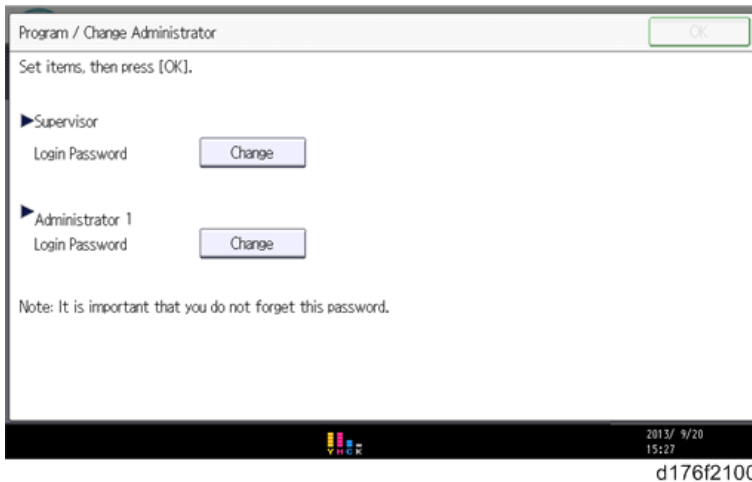 Program / Change Administrator
OK
Set items, then press [OK].
►Supervisor
Login Password Change
►Administrator 1
Login Password Change
Note: It is important that you do not forget this password.
Y M C K
2013/ 9/20
15:27
d176f2100